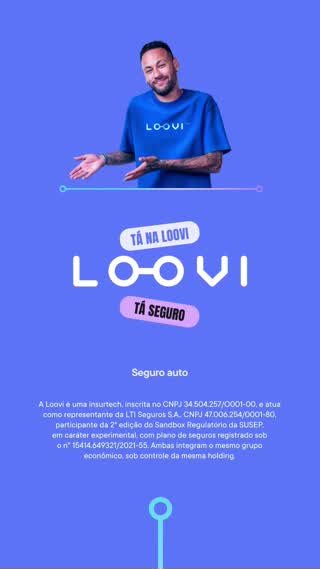 LOOVI
TÁ NA LOOVI
LOOVI
TÁ SEGURO
Seguro auto
A Loovi é uma insurtech, inscrita no CNPJ 34.504.257/0001-00, e atua
como representante da LTI Seguros S.A., CNPJ 47.006.254/0001-80,
participante da 2ª edição do Sandbox Regulatório da SUSEP.
em caráter experimental, com plano de seguros registrado sob
o n° 15414.649321/2021-55. Ambas integram o mesmo grupo
econômico, sob controle da mesma holding.